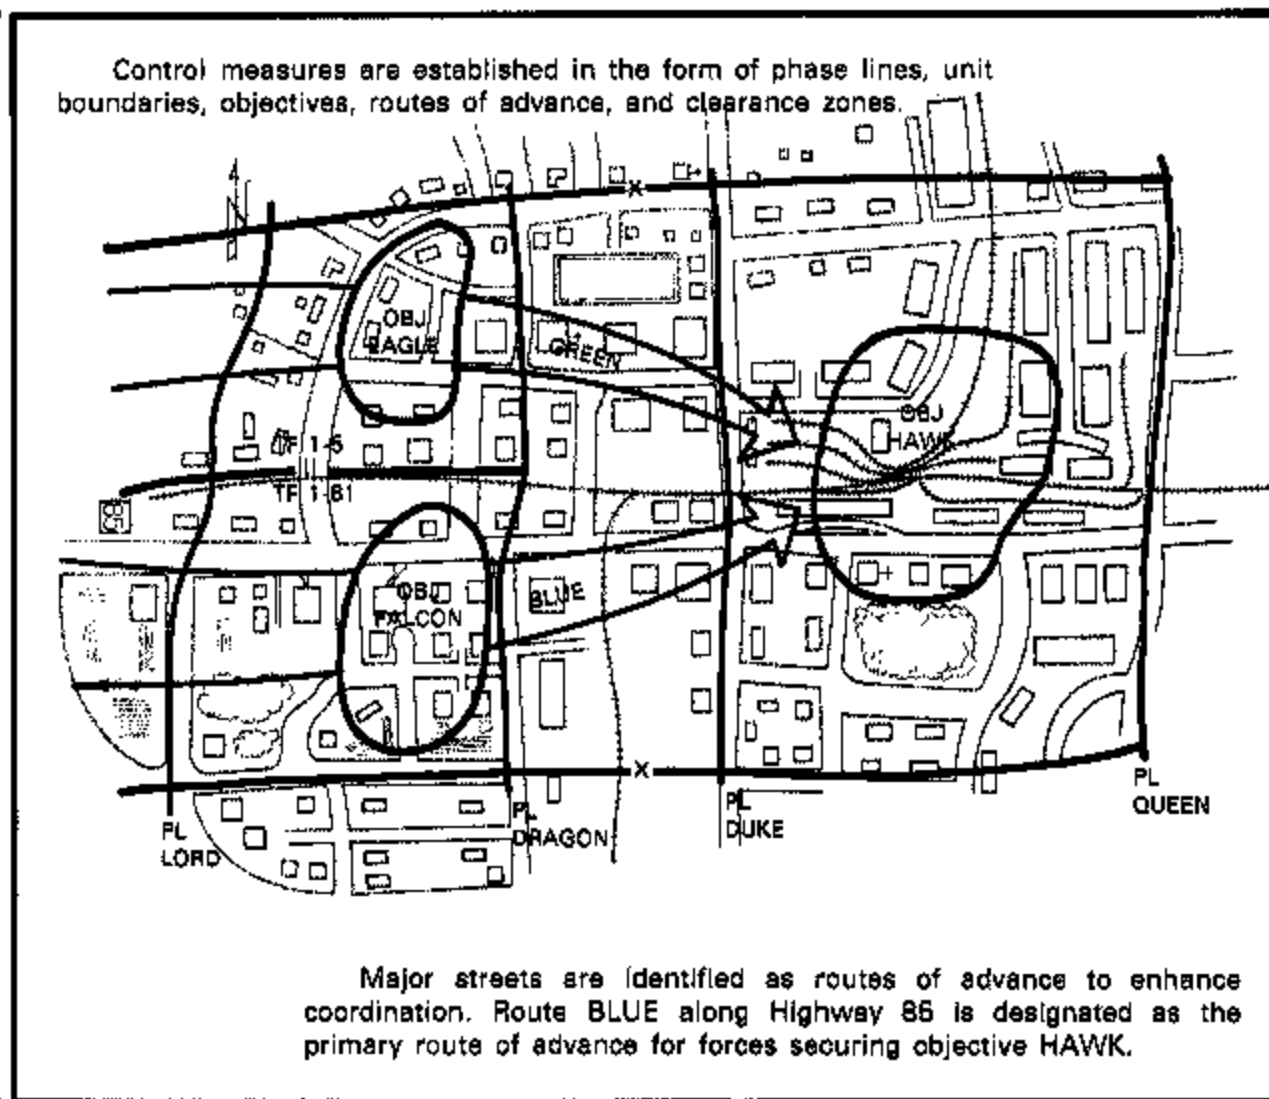 Control measures are established in the form of phase lines, unit
boundaries, objectives, routes of advance, and clearance zones.
X
OBJ
EAGLE
GREEN
OBJ
HAWK
TF 1-5
TF 1-61
85
OBJ
FALCON
BLUE
X
PL
LORD
PL
DRAGON
PL
DUKE
PL
QUEEN
Major streets are identified as routes of advance to enhance
coordination. Route BLUE along Highway 85 is designated as the
primary route of advance for forces securing objective HAWK.